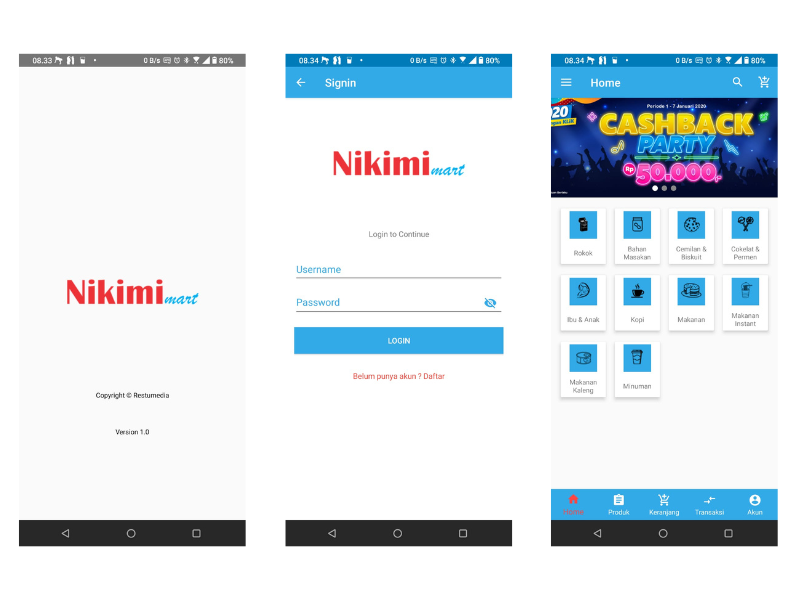 08.33
0 B/s
80%
Nikimi mart
Copyright © Restumedia
Version 1.0
08.34
0 B/s
80%
Signin
Nikimi mart
Login to Continue
Username
Password
LOGIN
Belum punya akun ? Daftar
08.34
0 B/s
80%
Home
Periode 1 - 7 Januari 2020
CASHBACK
PARTY
Rp 50.000,-
Rokok
Bahan
Masakan
Cemilan &
Biskuit
Cokelat &
Permen
Ibu & Anak
Kopi
Makanan
Makanan
Instant
Makanan
Kaleng
Minuman
Home
Produk
Keranjang
Transaksi
Akun